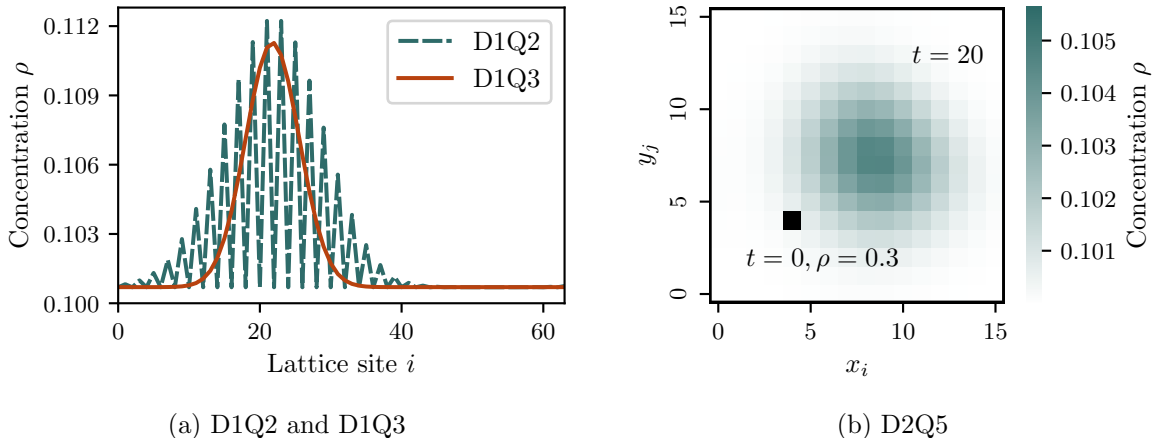 0.112
0.109
0.106
0.103
0.100
Concentration ρ
D1Q2
D1Q3
0 20 40 60
Lattice site i
(a) D1Q2 and D1Q3
15
10
5
0
y_j
t = 20
t = 0, ρ = 0.3
0 5 10 15
x_i
0.105
0.104
0.103
0.102
0.101
Concentration ρ
(b) D2Q5